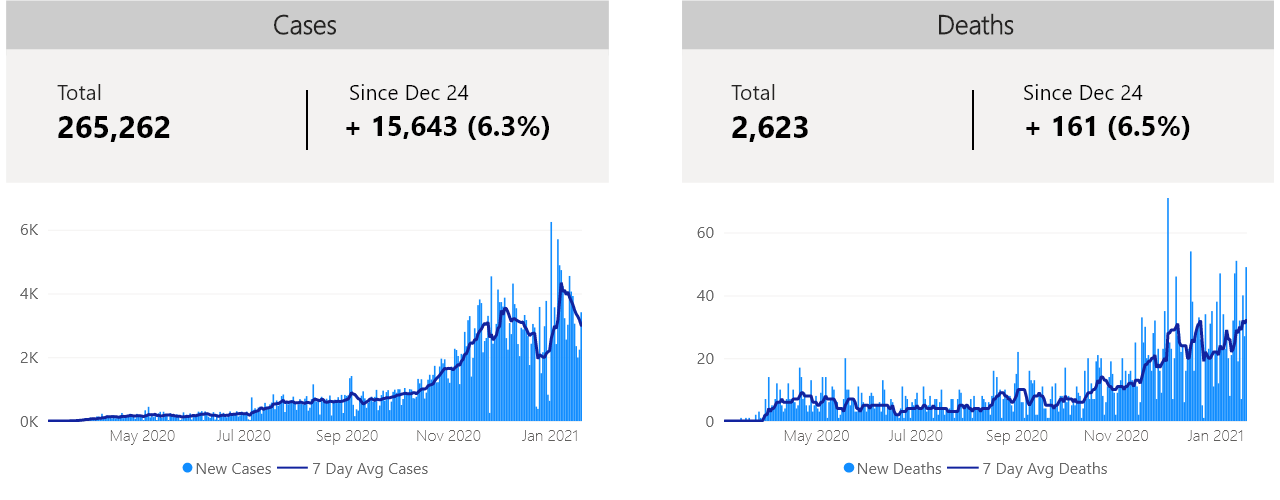 Cases
Total
265,262
Since Dec 24
+ 15,643 (6.3%)
6K
4K
2K
0K
May 2020 Jul 2020 Sep 2020 Nov 2020 Jan 2021
New Cases 7 Day Avg Cases
Deaths
Total
2,623
Since Dec 24
+ 161 (6.5%)
60
40
20
0
May 2020 Jul 2020 Sep 2020 Nov 2020 Jan 2021
New Deaths 7 Day Avg Deaths